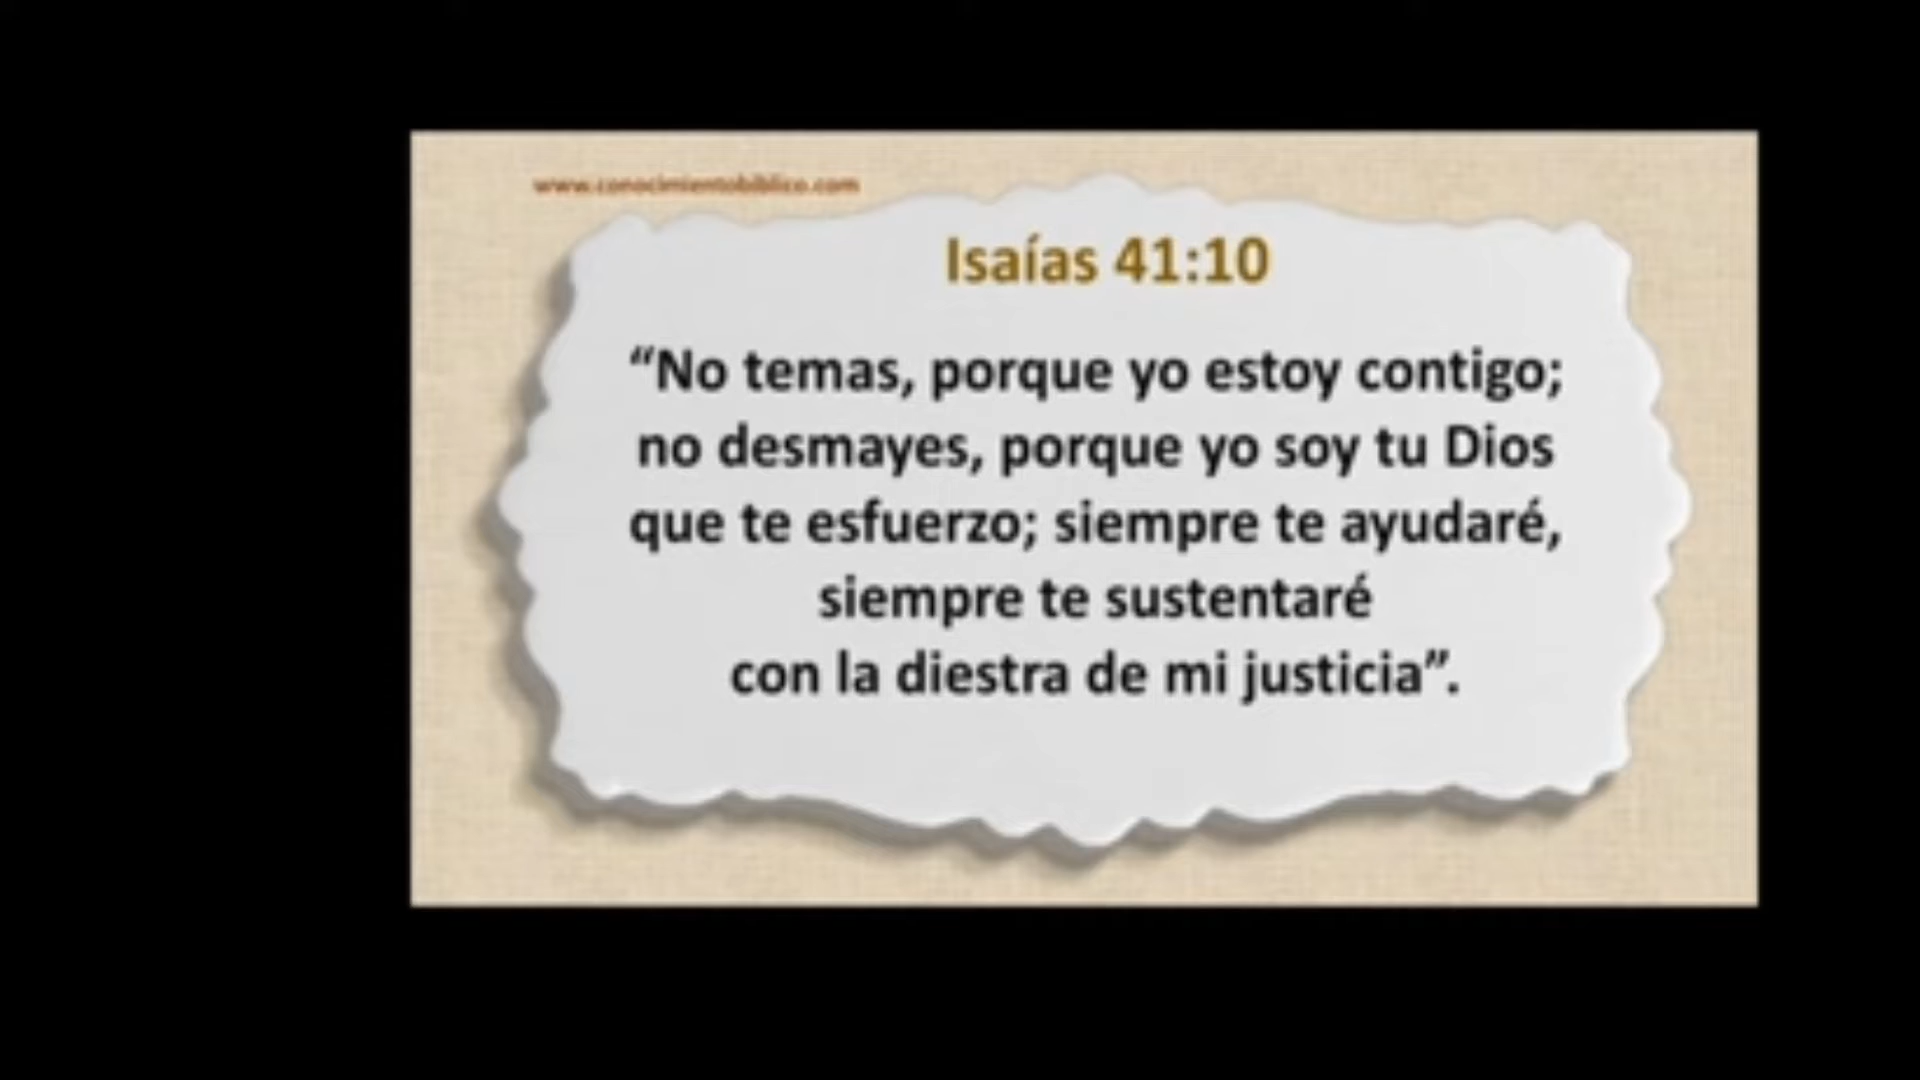 www.conocimientobiblico.com
Isaías 41:10
“No temas, porque yo estoy contigo;
no desmayes, porque yo soy tu Dios
que te esfuerzo; siempre te ayudaré,
siempre te sustentaré
con la diestra de mi justicia”.